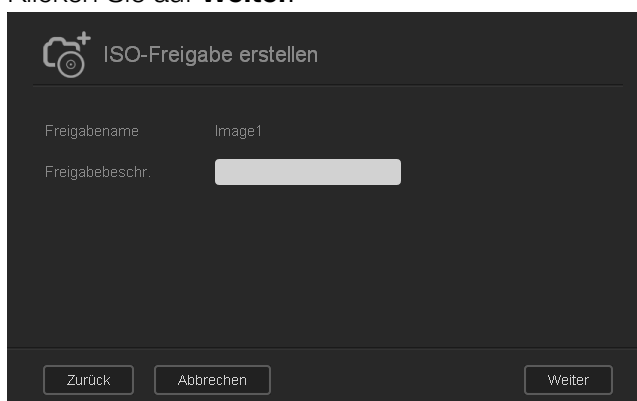 Klicken Sie auf Weiter.
ISO-Freigabe erstellen
Freigabename Image1
Freigabebeschr.
Zurück Abbrechen Weiter